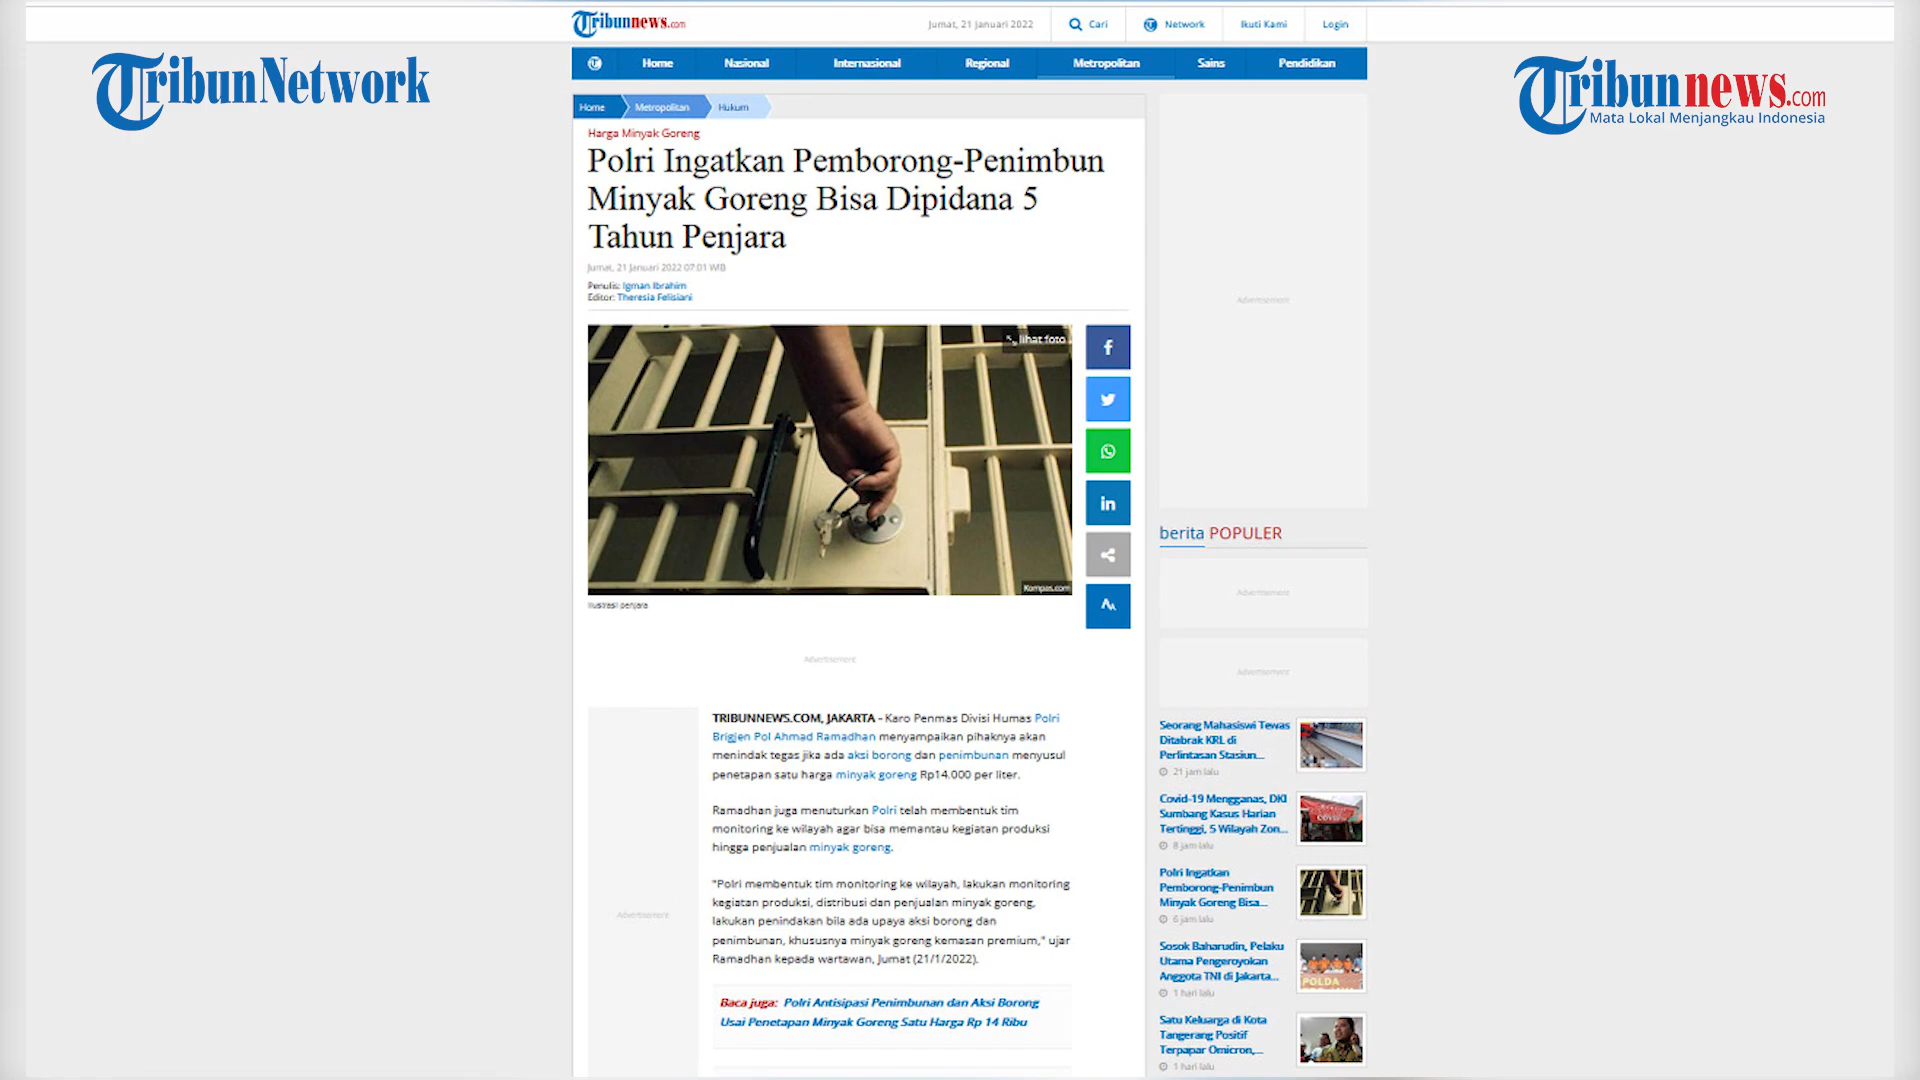 Tribunnews.com
Jumat, 21 Januari 2022
Cari
Network
Ikuti Kami
Login
TribunNetwork
Tribunnews.com
Mata Lokal Menjangkau Indonesia
Home
Nasional
Internasional
Regional
Metropolitan
Sains
Pendidikan
Home
Metropolitan
Hukum
Harga Minyak Goreng
Polri Ingatkan Pemborong-Penimbun
Minyak Goreng Bisa Dipidana 5
Tahun Penjara
Jumat, 21 Januari 2022 07:01 WIB
Penulis: Igman Ibrahim
Editor: Theresia Felisiani
lihat foto
Kompas.com
Ilustrasi penjara
Advertisement
Advertisement
TRIBUNNEWS.COM, JAKARTA - Karo Penmas Divisi Humas Polri
Brigjen Pol Ahmad Ramadhan menyampaikan pihaknya akan
menindak tegas jika ada aksi borong dan penimbunan menyusul
penetapan satu harga minyak goreng Rp14.000 per liter.
Ramadhan juga menuturkan Polri telah membentuk tim
monitoring ke wilayah agar bisa memantau kegiatan produksi
hingga penjualan minyak goreng.
"Polri membentuk tim monitoring ke wilayah, lakukan monitoring
kegiatan produksi, distribusi dan penjualan minyak goreng,
lakukan penindakan bila ada upaya aksi borong dan
penimbunan, khususnya minyak goreng kemasan premium," ujar
Ramadhan kepada wartawan, Jumat (21/1/2022).
Baca juga: Polri Antisipasi Penimbunan dan Aksi Borong
Usai Penetapan Minyak Goreng Satu Harga Rp 14 Ribu
Advertisement
berita POPULER
Advertisement
Advertisement
Seorang Mahasiswi Tewas
Ditabrak KRL di
Perlintasan Stasiun...
21 jam lalu
Covid-19 Mengganas, DKI
Sumbang Kasus Harian
Tertinggi, 5 Wilayah Zon...
8 jam lalu
Polri Ingatkan
Pemborong-Penimbun
Minyak Goreng Bisa...
6 jam lalu
Sosok Baharudin, Pelaku
Utama Pengeroyokan
Anggota TNI di Jakarta...
1 hari lalu
POLDA
Satu Keluarga di Kota
Tangerang Positif
Terpapar Omicron,...
1 hari lalu